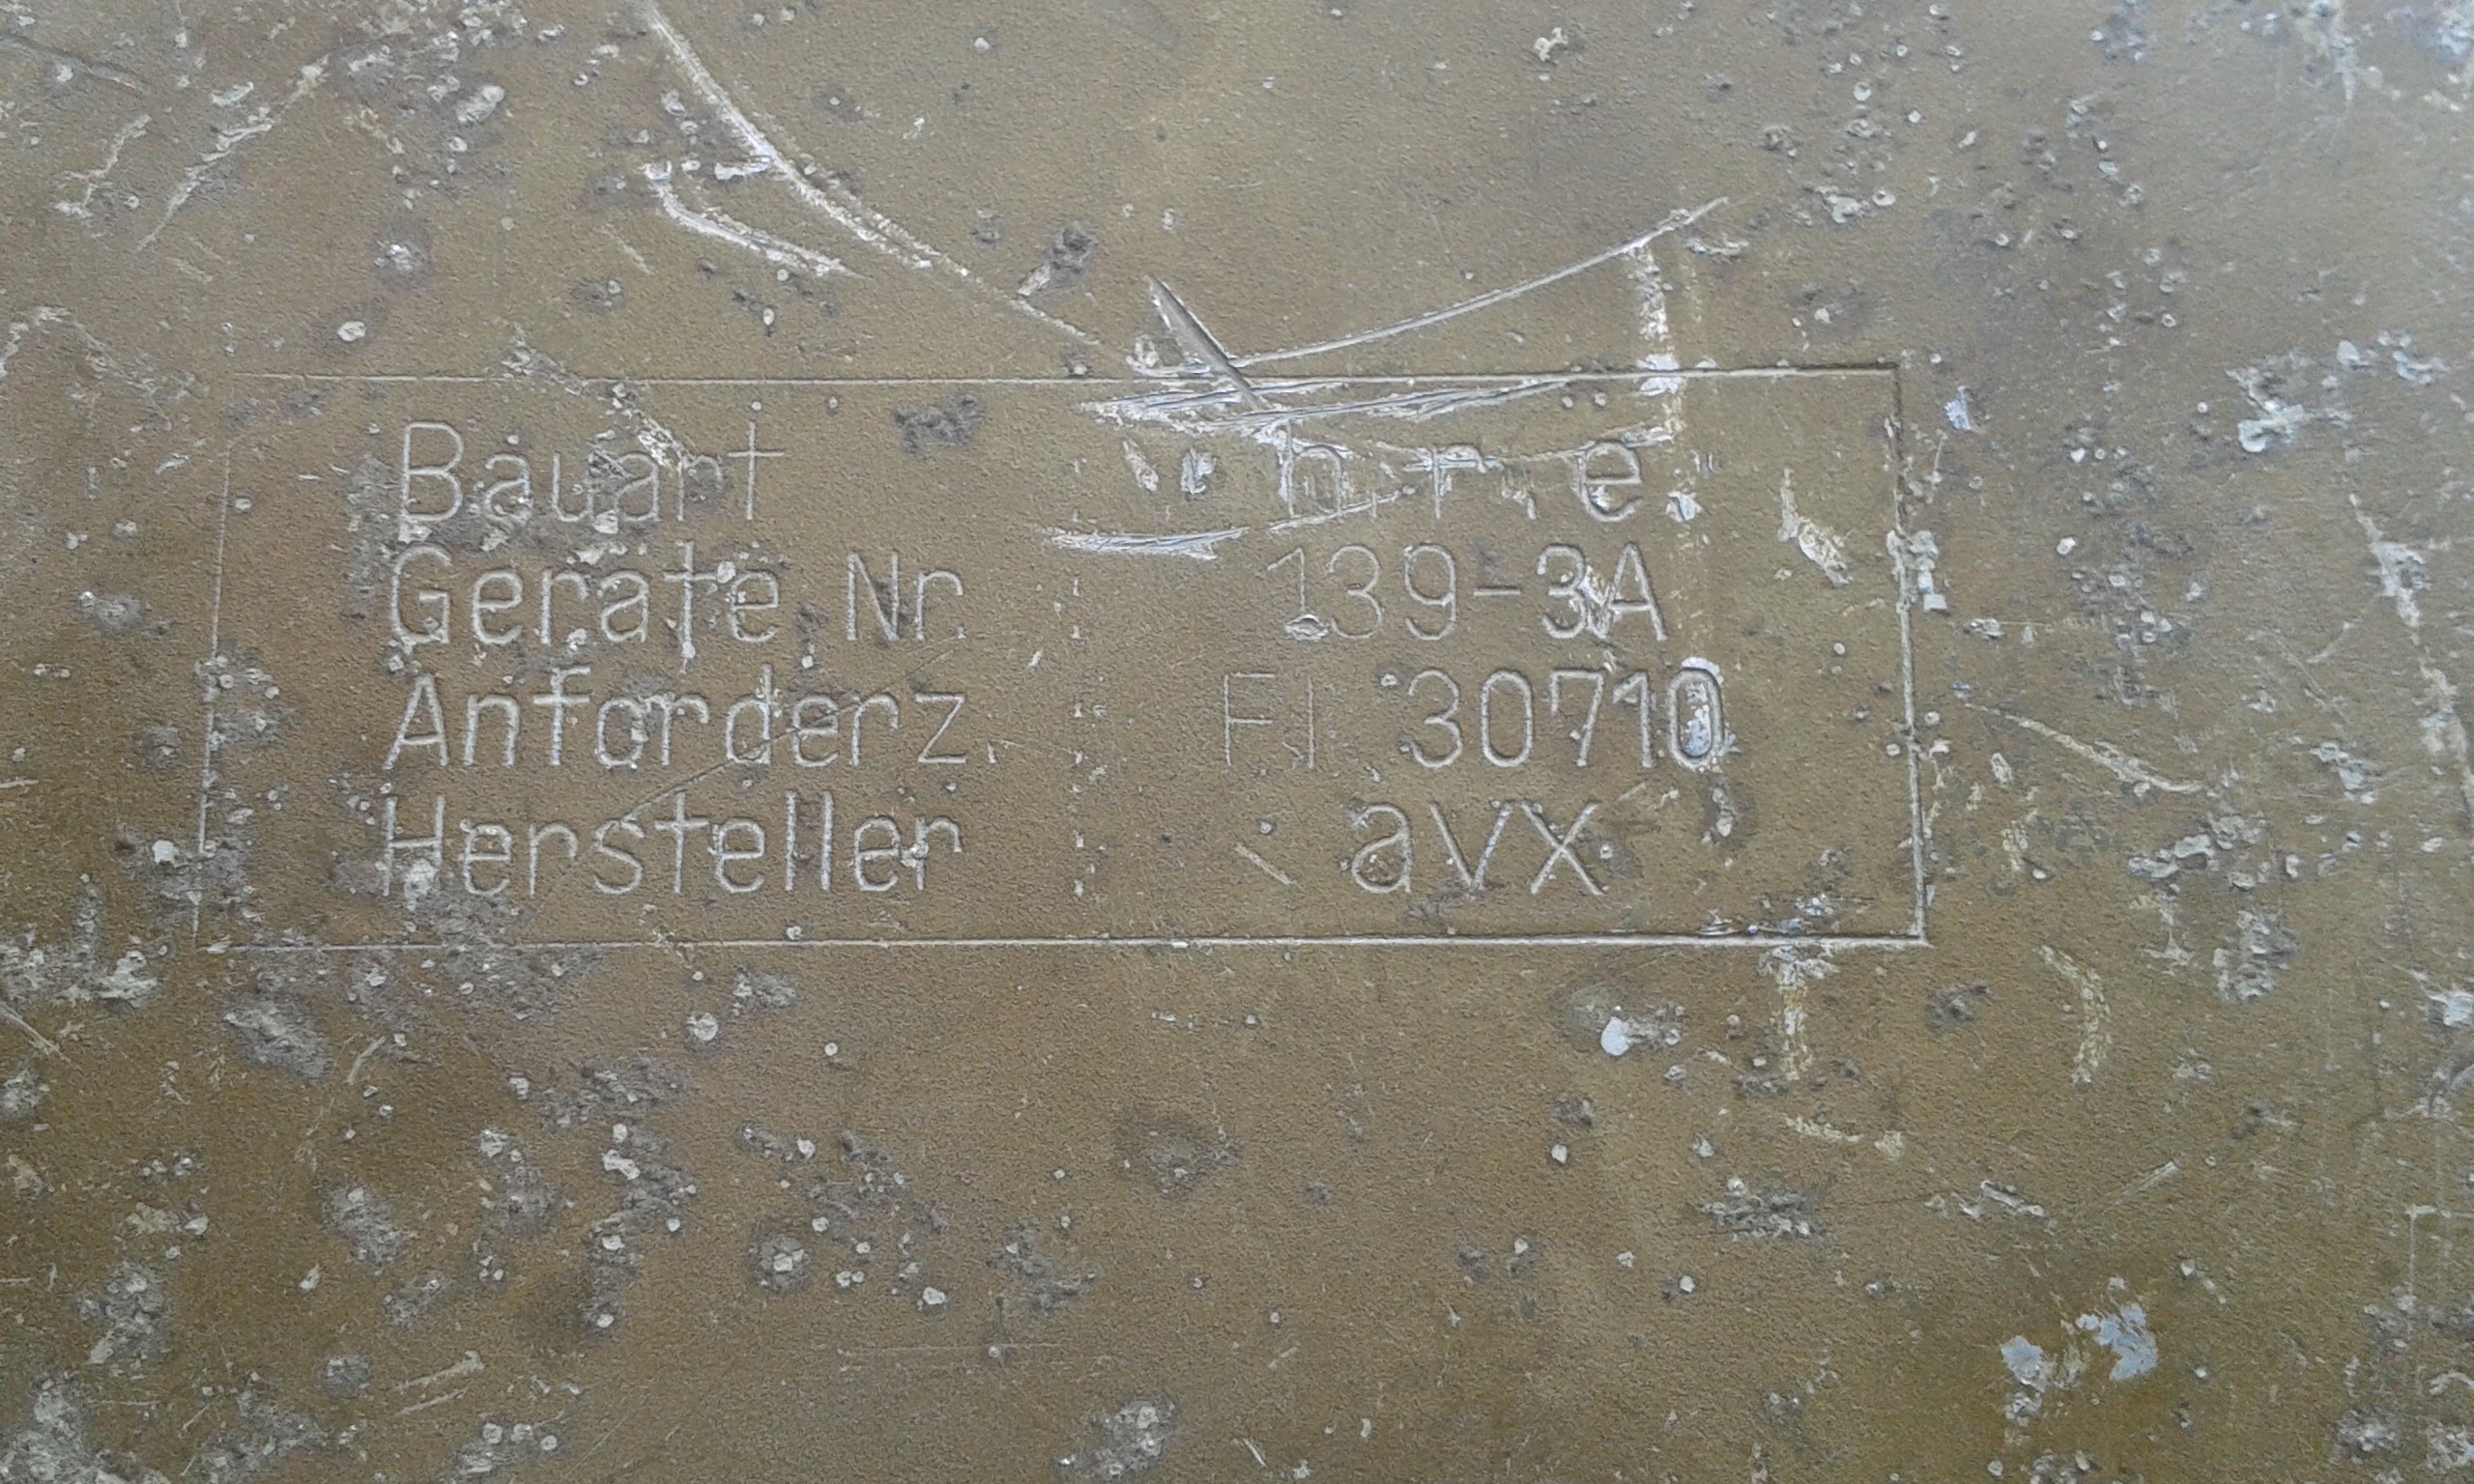 Bauart h.r.e.
Gerate Nr. 139-3A
Anforderz. Fl 30710
Hersteller avx